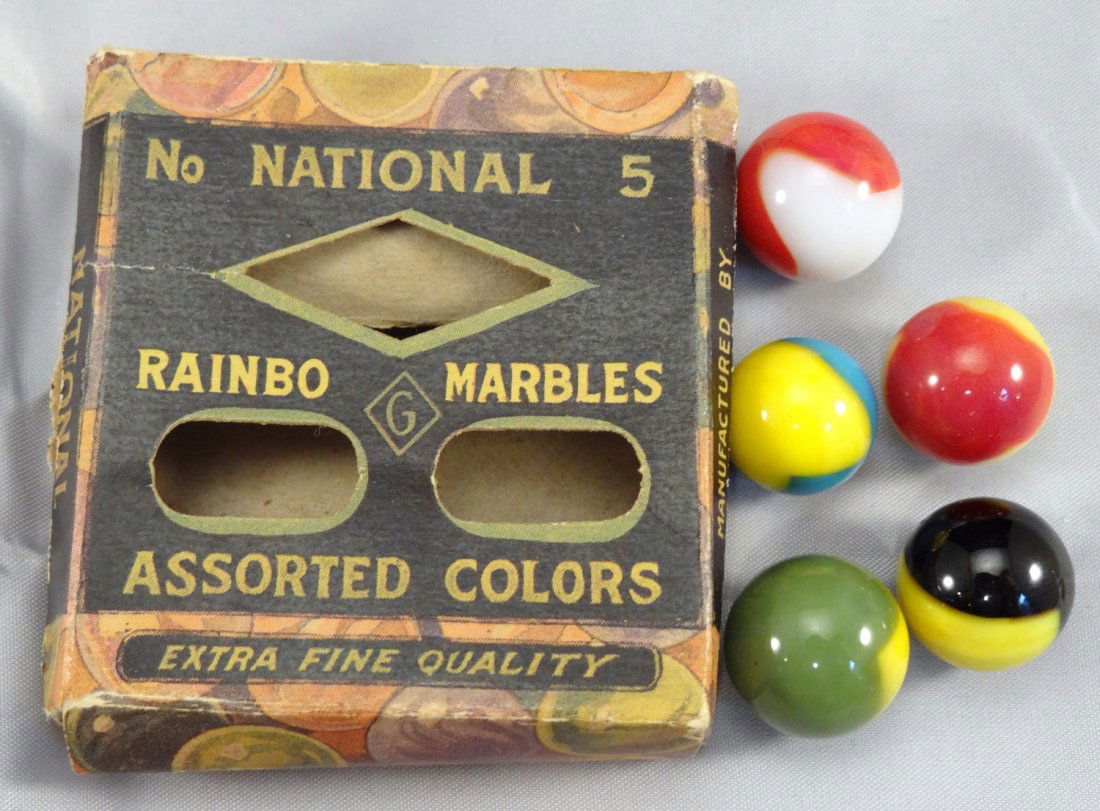 No NATIONAL 5
RAINBO MARBLES
G
ASSORTED COLORS
EXTRA FINE QUALITY
NATIONAL
MANUFACTURED BY